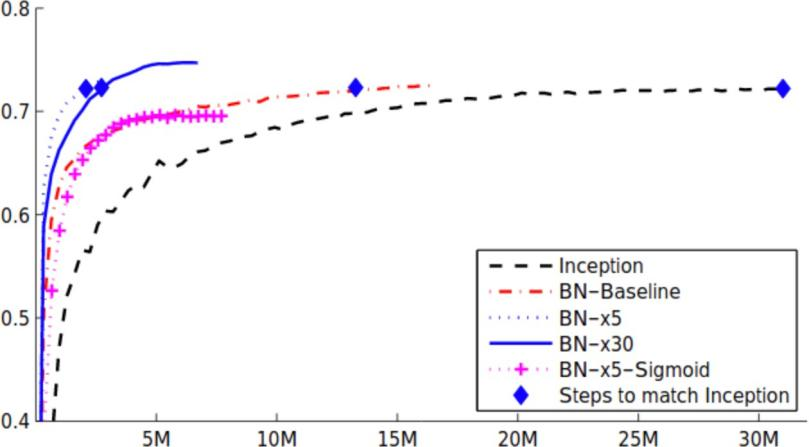 0.8
0.7
0.6
0.5
0.4
Inception
BN−Baseline
BN−x5
BN−x30
BN−x5−Sigmoid
Steps to match Inception
5M 10M 15M 20M 25M 30M